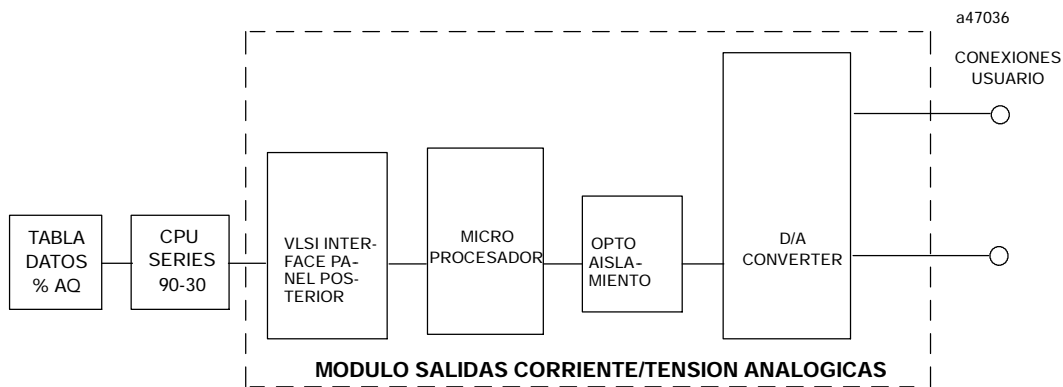 a47036
CONEXIONES
USUARIO
TABLA
DATOS
% AQ
CPU
SERIES
90-30
VLSI INTER-
FACE PA-
NEL POS-
TERIOR
MICRO
PROCESADOR
OPTO
AISLA-
MIENTO
D/A
CONVERTER
MODULO SALIDAS CORRIENTE/TENSION ANALOGICAS